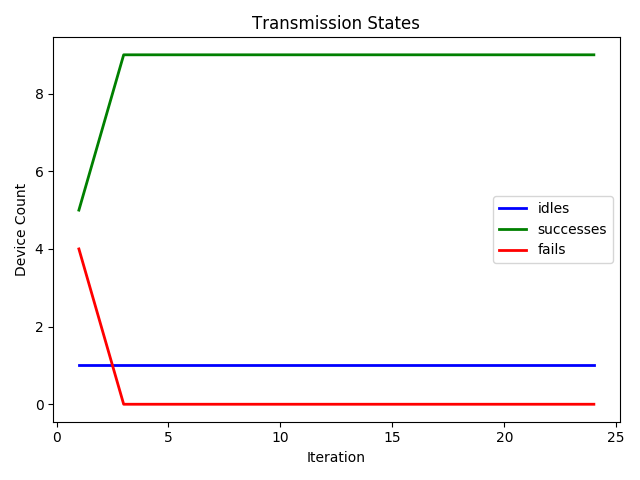 Transmission States
Device Count
8
6
4
2
0
idles
successes
fails
0 5 10 15 20 25
Iteration